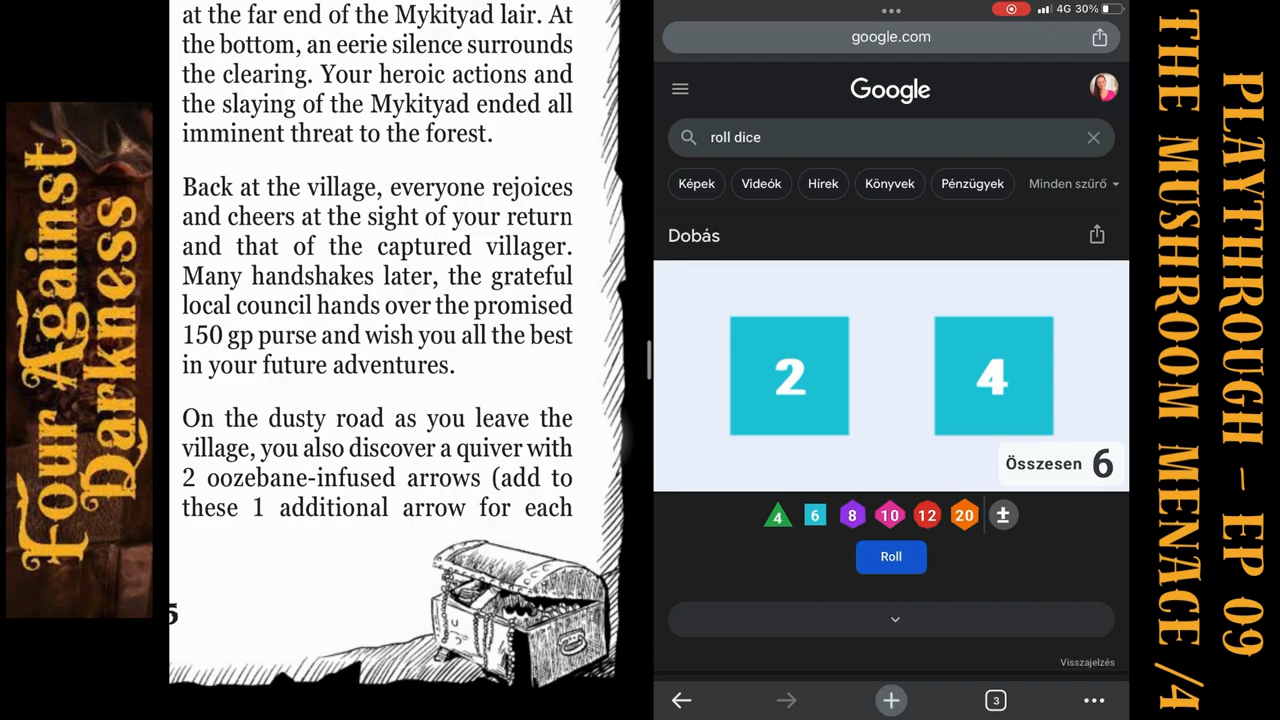 Four Against
Darkness
at the far end of the Mykityad lair. At
the bottom, an eerie silence surrounds
the clearing. Your heroic actions and
the slaying of the Mykityad ended all
imminent threat to the forest.
Back at the village, everyone rejoices
and cheers at the sight of your return
and that of the captured villager.
Many handshakes later, the grateful
local council hands over the promised
150 gp purse and wish you all the best
in your future adventures.
On the dusty road as you leave the
village, you also discover a quiver with
2 oozebane-infused arrows (add to
these 1 additional arrow for each
5
4G 30%
google.com
Google
roll dice
Képek
Videók
Hírek
Könyvek
Pénzügyek
Minden szűrő
Dobás
2
4
Összesen 6
4 6 8 10 12 20 ±
Roll
Visszajelzés
3
PLAYTHROUGH – EP 09
THE MUSHROOM MENACE /4